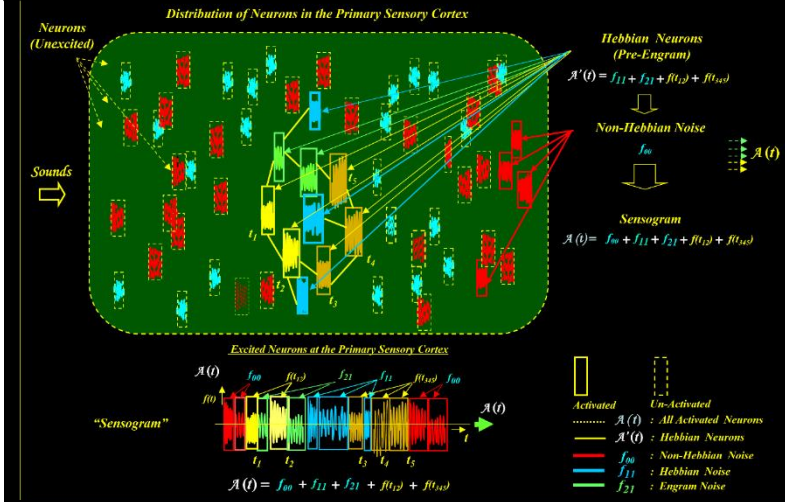 Distribution of Neurons in the Primary Sensory Cortex
Neurons
(Unexcited)
Sounds
t1
t2
t3
t4
t5
Hebbian Neurons
(Pre-Engram)
A'(t) = f11 + f21 + f(t12) + f(t345)
Non-Hebbian Noise
f00
A(t)
Sensogram
A(t) = f00 + f11 + f21 + f(t12) + f(t345)
Excited Neurons at the Primary Sensory Cortex
A(t)
f00
f(t12)
f21
f11
f(t345)
f00
f(t)
"Sensogram"
t
A(t)
t1
t2
t3
t4
t5
A(t) = f00 + f11 + f21 + f(t12) + f(t345)
Activated
Un-Activated
A(t) : All Activated Neurons
A'(t) : Hebbian Neurons
f00 : Non-Hebbian Noise
f11 : Hebbian Noise
f21 : Engram Noise